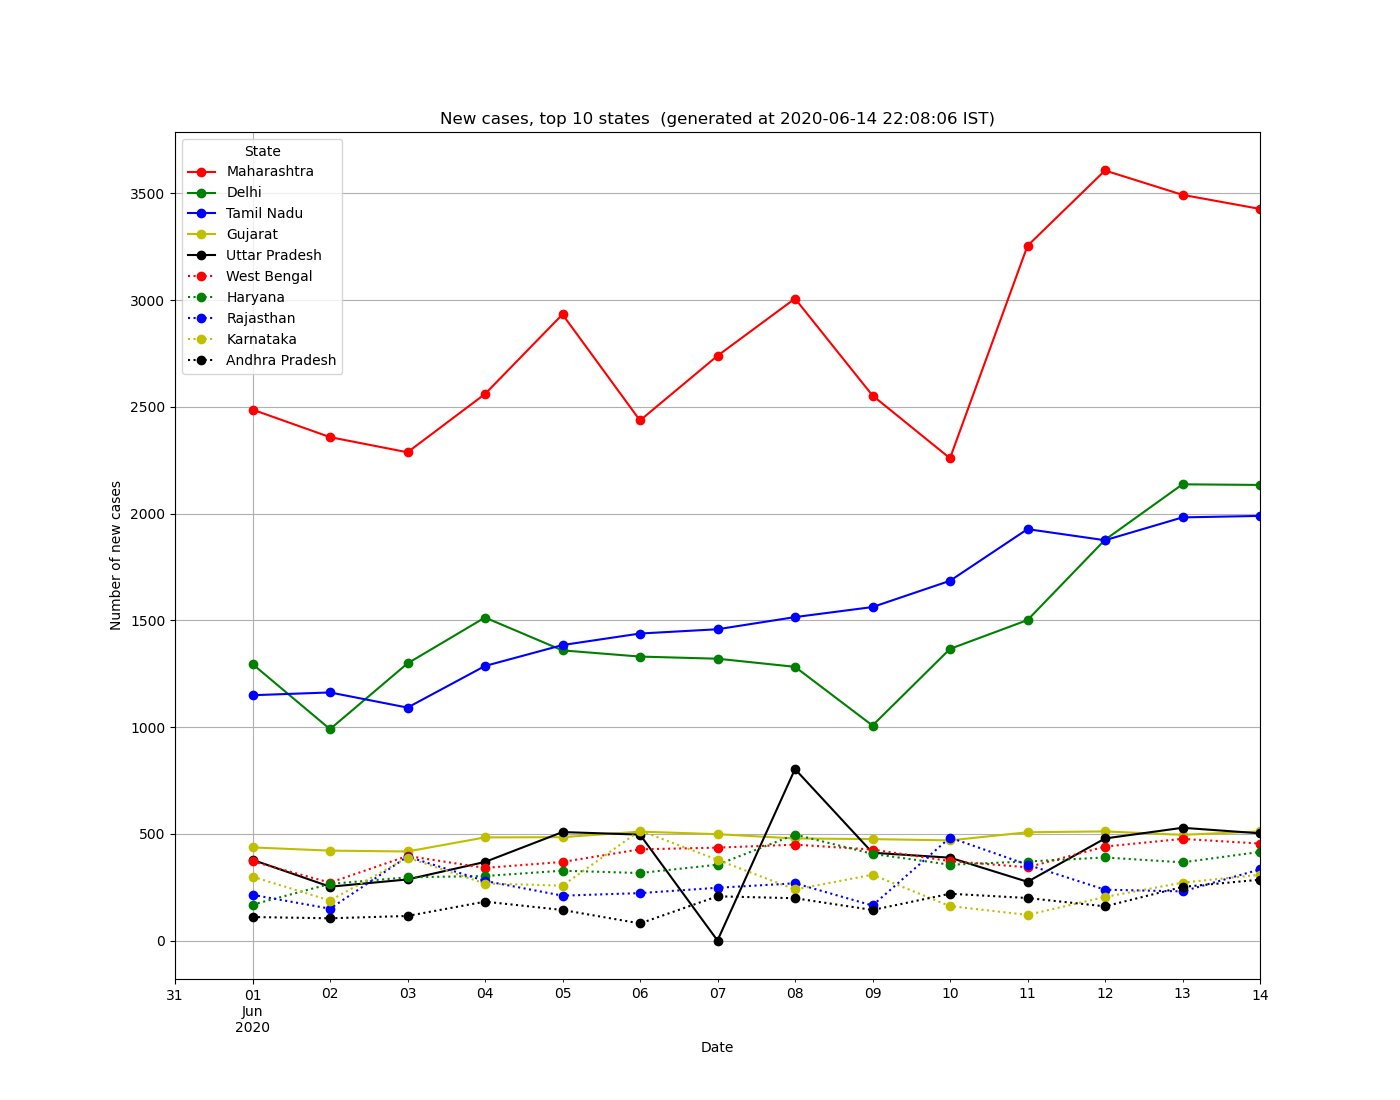 New cases, top 10 states  (generated at 2020-06-14 22:08:06 IST)
State
Maharashtra
Delhi
Tamil Nadu
Gujarat
Uttar Pradesh
West Bengal
Haryana
Rajasthan
Karnataka
Andhra Pradesh
Number of new cases
3500
3000
2500
2000
1500
1000
500
0
31 01 02 03 04 05 06 07 08 09 10 11 12 13 14
Jun
2020
Date